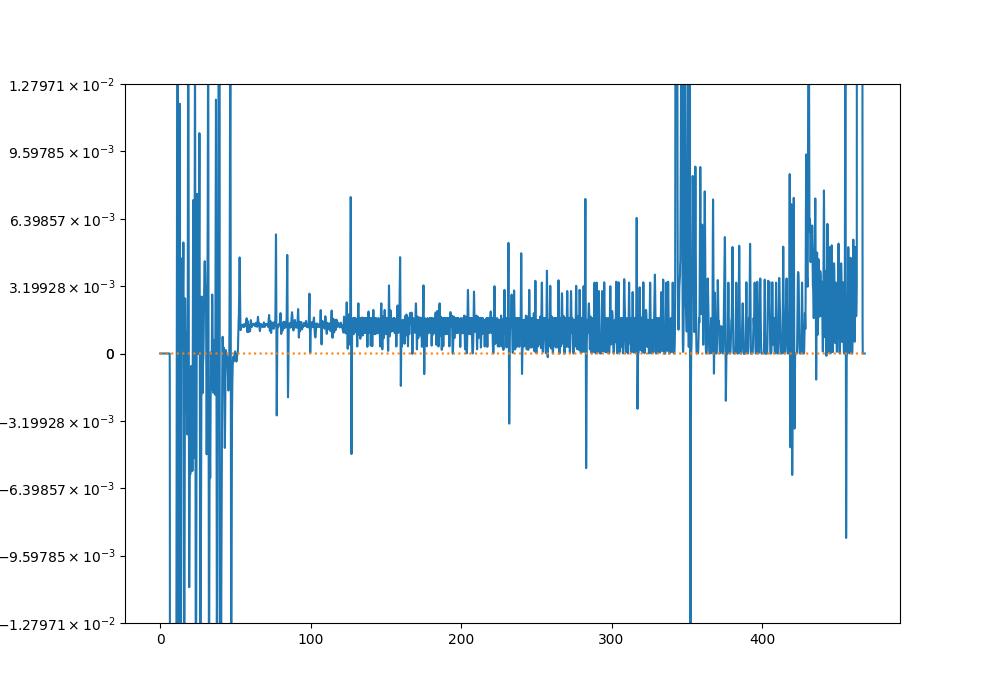 1.27971 × 10⁻²
9.59785 × 10⁻³
6.39857 × 10⁻³
3.19928 × 10⁻³
0
−3.19928 × 10⁻³
−6.39857 × 10⁻³
−9.59785 × 10⁻³
−1.27971 × 10⁻²
0 100 200 300 400